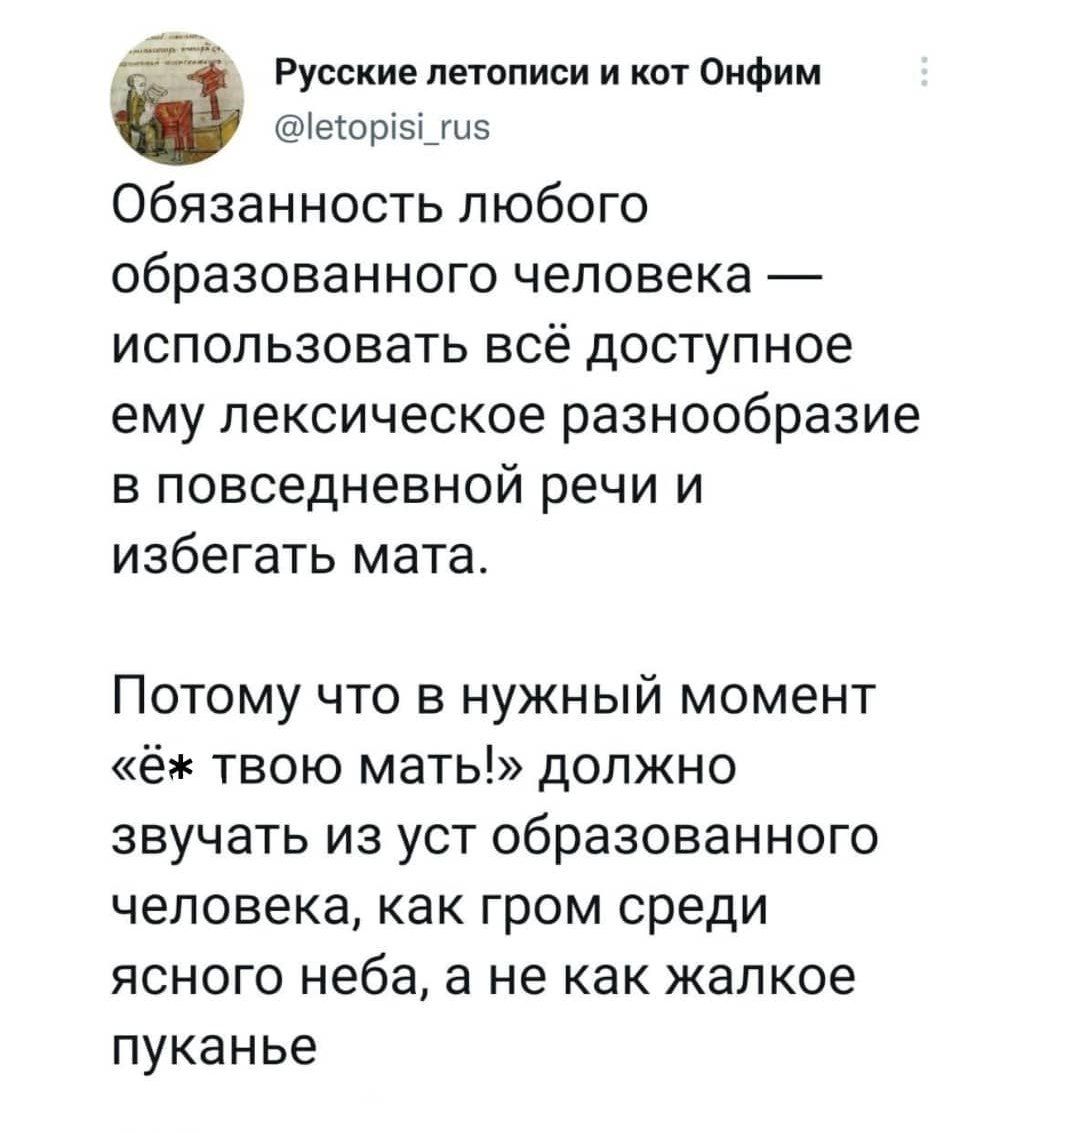 Русские летописи и кот Онфим
@letopisi_rus
Обязанность любого
образованного человека —
использовать всё доступное
ему лексическое разнообразие
в повседневной речи и
избегать мата.
Потому что в нужный момент
«ё* твою мать!» должно
звучать из уст образованного
человека, как гром среди
ясного неба, а не как жалкое
пуканье